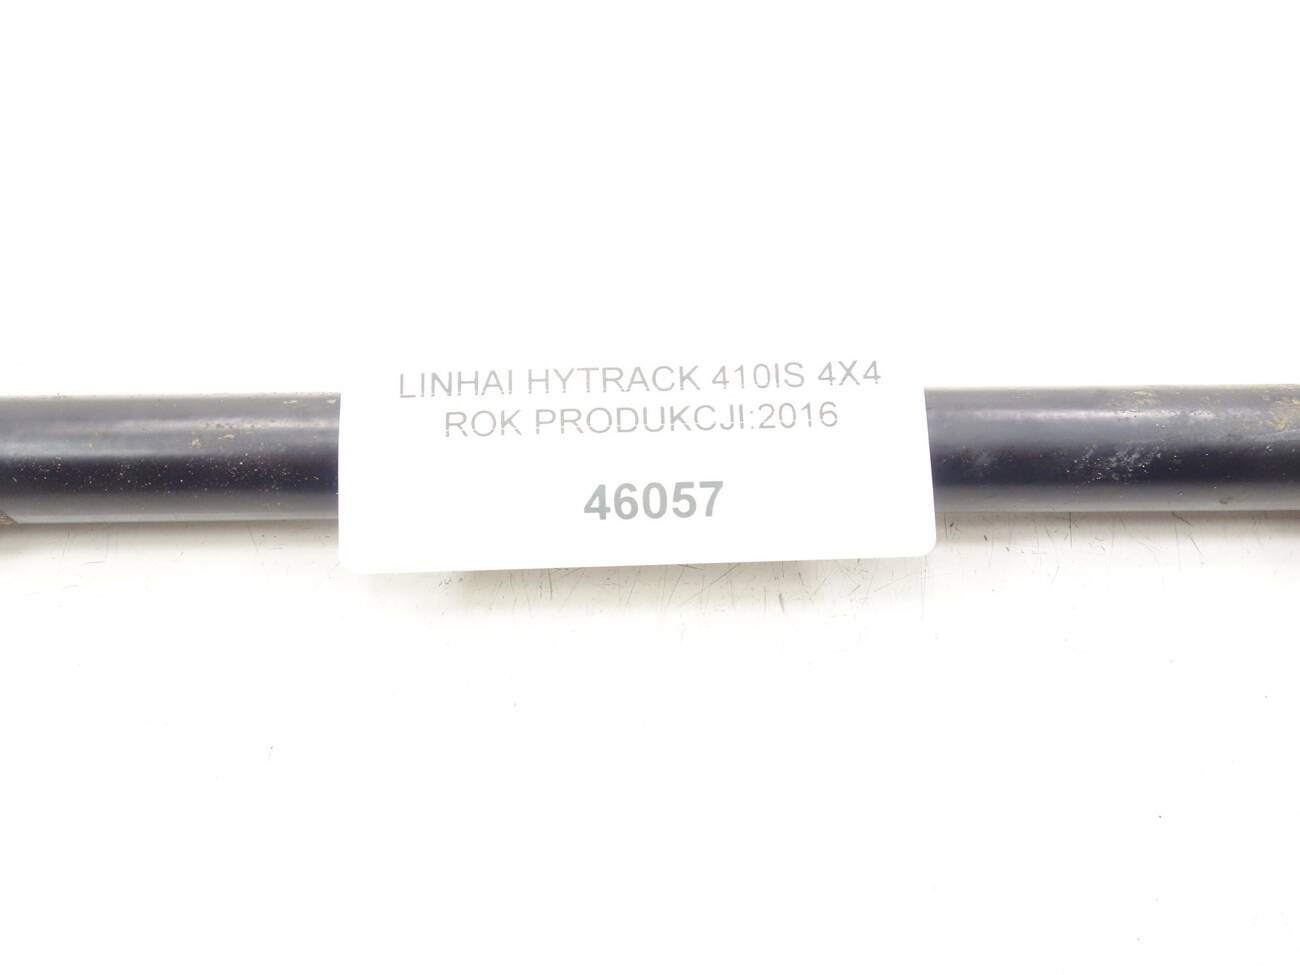 LINHAI HYTRACK 410IS 4X4
ROK PRODUKCJI:2016
46057